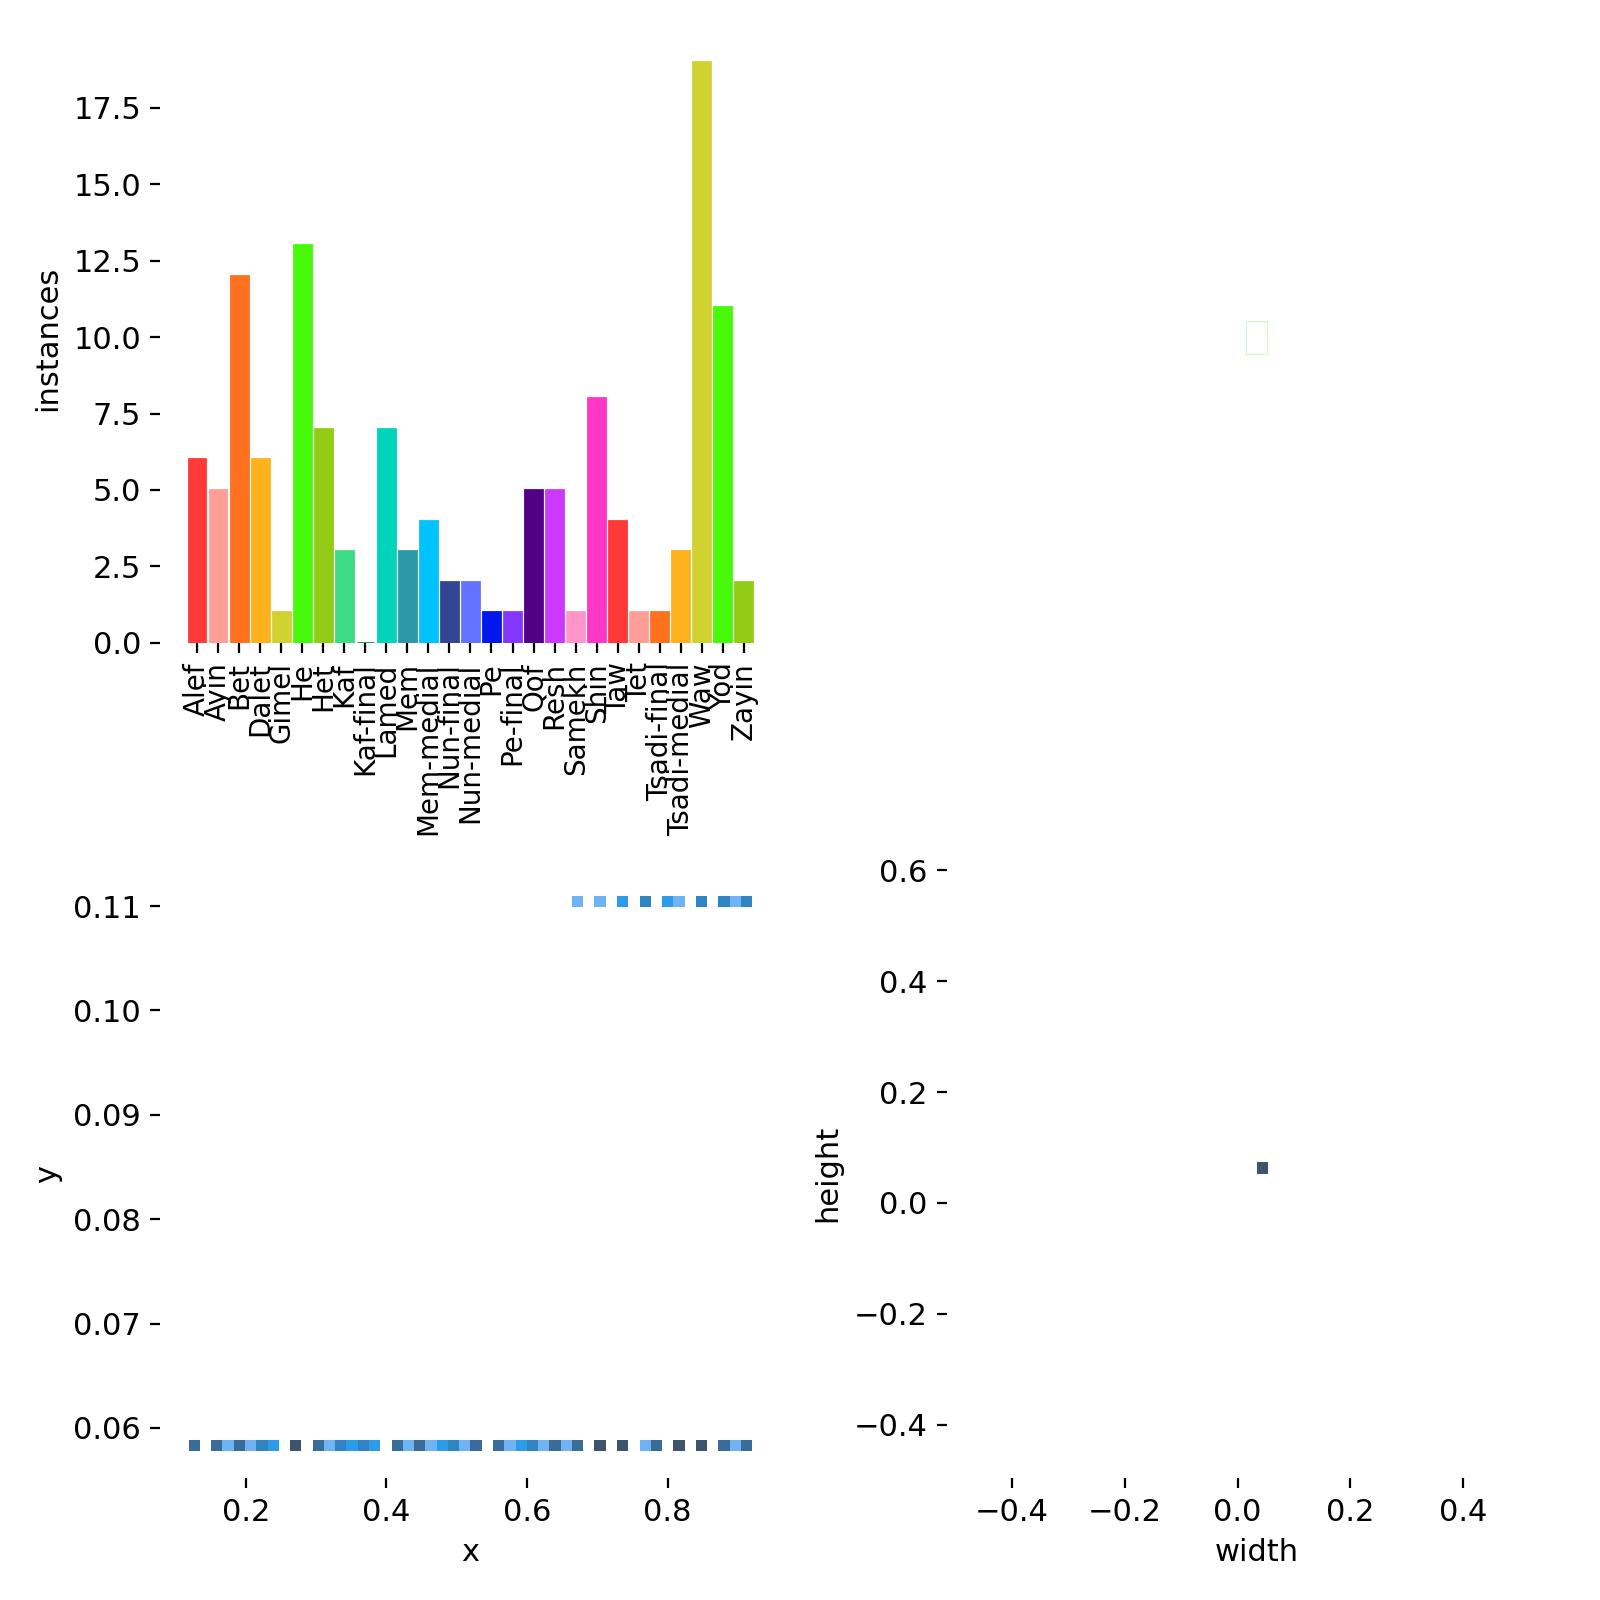 instances
17.5
15.0
12.5
10.0
7.5
5.0
2.5
0.0
Alef
Ayin
Bet
Dalet
Gimel
He
Het
Kaf
Kaf-final
Lamed
Mem
Mem-medial
Nun-final
Nun-medial
Pe
Pe-final
Qof
Resh
Samekh
Shin
Taw
Tet
Tsadi-final
Tsadi-medial
Waw
Yod
Zayin
y
0.11
0.10
0.09
0.08
0.07
0.06
0.2 0.4 0.6 0.8
x
height
0.6
0.4
0.2
0.0
−0.2
−0.4
−0.4 −0.2 0.0 0.2 0.4
width